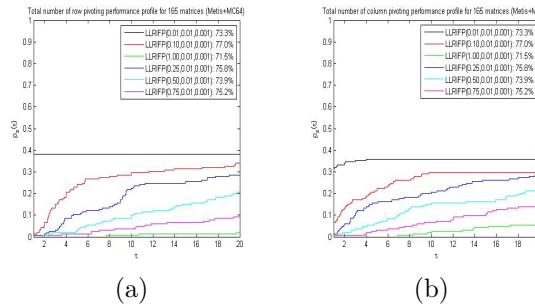 Total number of row pivoting performance profile for 165 matrices (Metis+MC64)
1
0.9
0.8
0.7
0.6
0.5
0.4
0.3
0.2
0.1
0
LLRIFP(0.01,0.01,0.001): 73.3%
LLRIFP(0.10,0.01,0.001): 77.0%
LLRIFP(1.00,0.01,0.001): 71.5%
LLRIFP(0.25,0.01,0.001): 75.8%
LLRIFP(0.50,0.01,0.001): 73.9%
LLRIFP(0.75,0.01,0.001): 75.2%
2 4 6 8 10 12 14 16 18 20
τ
(a)
Total number of column pivoting performance profile for 165 matrices (Metis+M
1
0.9
0.8
0.7
0.6
0.5
0.4
0.3
0.2
0.1
0
LLRIFP(0.01,0.01,0.001): 73.3%
LLRIFP(0.10,0.01,0.001): 77.0%
LLRIFP(1.00,0.01,0.001): 71.5%
LLRIFP(0.25,0.01,0.001): 75.8%
LLRIFP(0.50,0.01,0.001): 73.9%
LLRIFP(0.75,0.01,0.001): 75.2%
2 4 6 8 10 12 14 16 18 20
τ
(b)